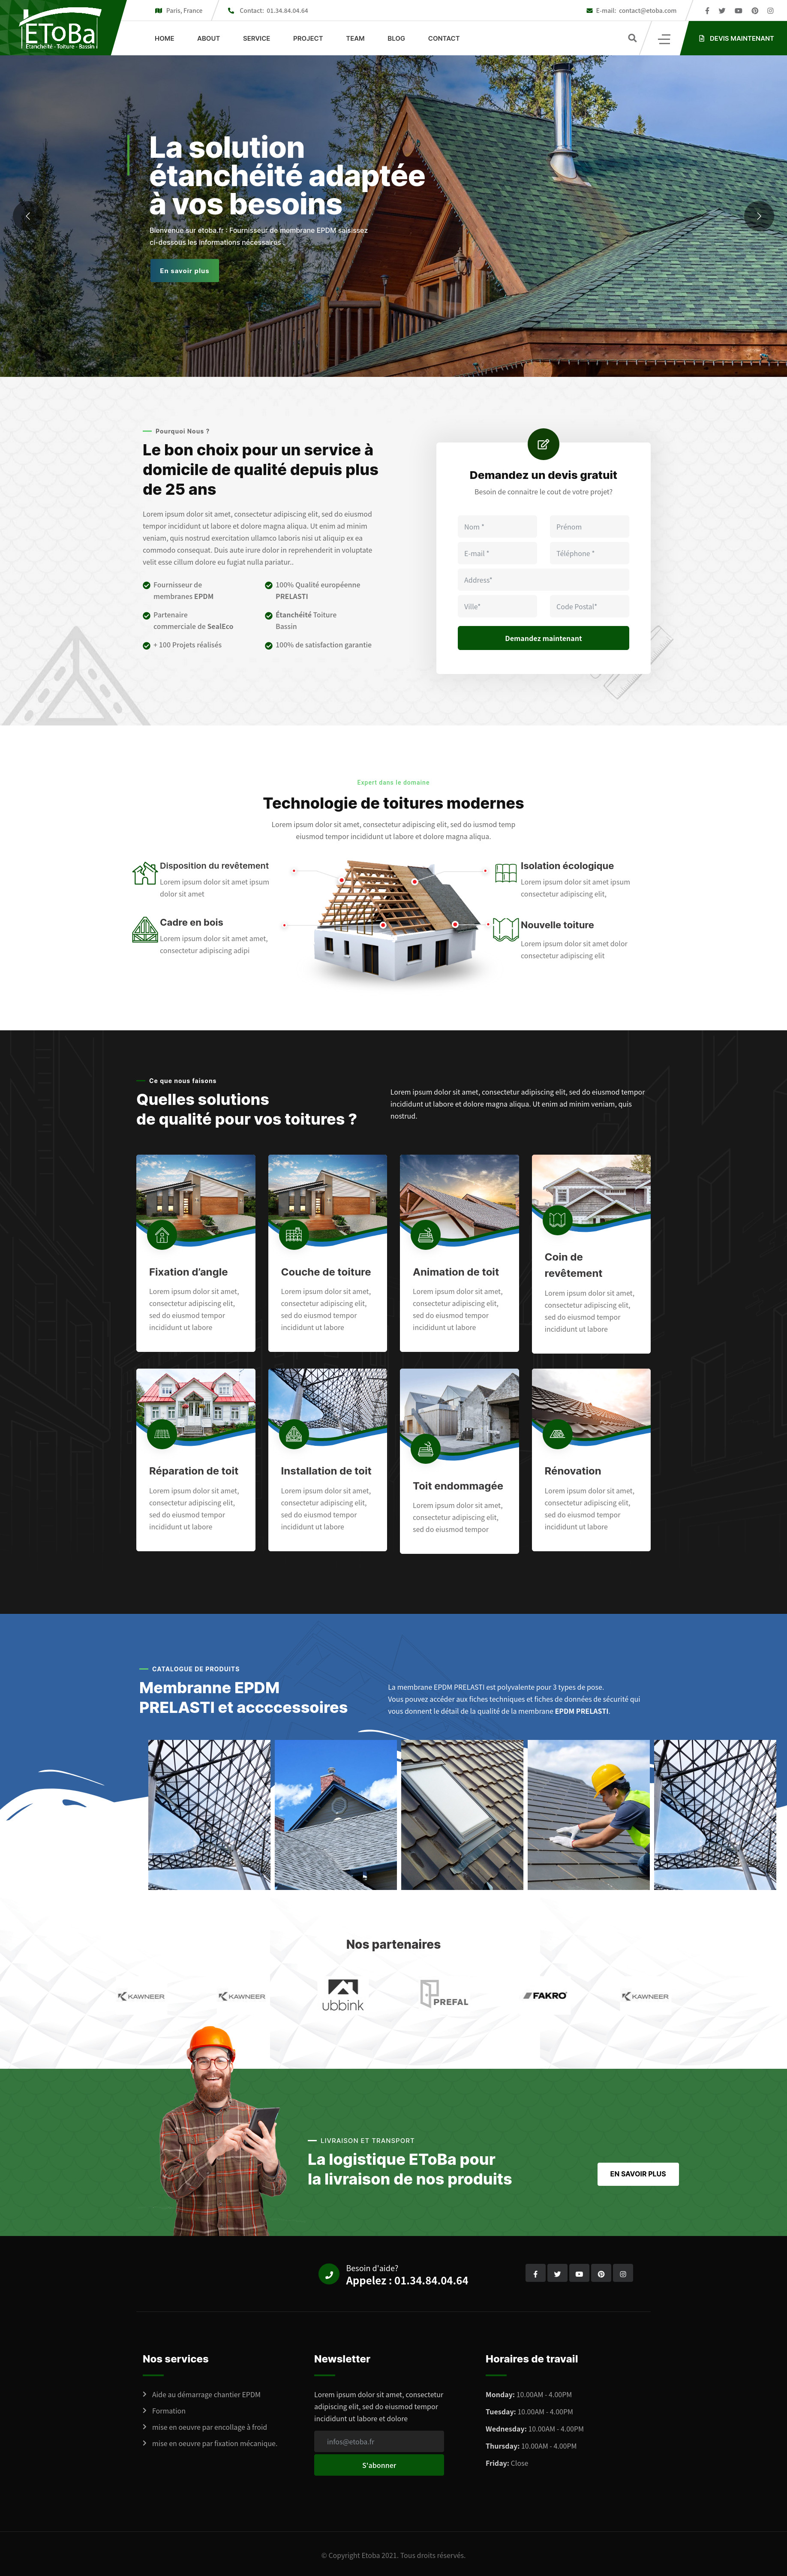 EToBa
Etanchéité - Toiture - Bassin
Paris, France
Contact: 01.34.84.04.64
E-mail: contact@etoba.com
HOME
ABOUT
SERVICE
PROJECT
TEAM
BLOG
CONTACT
DEVIS MAINTENANT
La solution
étanchéité adaptée
à vos besoins
Bienvenue sur etoba.fr : Fournisseur de membrane EPDM saisissez
ci-dessous les informations nécessaires .
En savoir plus
Pourquoi Nous ?
Le bon choix pour un service à
domicile de qualité depuis plus
de 25 ans
Lorem ipsum dolor sit amet, consectetur adipiscing elit, sed do eiusmod
tempor incididunt ut labore et dolore magna aliqua. Ut enim ad minim
veniam, quis nostrud exercitation ullamco laboris nisi ut aliquip ex ea
commodo consequat. Duis aute irure dolor in reprehenderit in voluptate
velit esse cillum dolore eu fugiat nulla pariatur..
Fournisseur de
membranes EPDM
100% Qualité européenne
PRELASTI
Partenaire
commerciale de SealEco
Étanchéité Toiture
Bassin
+ 100 Projets réalisés
100% de satisfaction garantie
Demandez un devis gratuit
Besoin de connaitre le cout de votre projet?
Nom *
Prénom
E-mail *
Téléphone *
Address*
Ville*
Code Postal*
Demandez maintenant
Expert dans le domaine
Technologie de toitures modernes
Lorem ipsum dolor sit amet, consectetur adipiscing elit, sed do iusmod temp
eiusmod tempor incididunt ut labore et dolore magna aliqua.
Disposition du revêtement
Lorem ipsum dolor sit amet ipsum
dolor sit amet
Cadre en bois
Lorem ipsum dolor sit amet amet,
consectetur adipiscing adipi
Isolation écologique
Lorem ipsum dolor sit amet ipsum
consectetur adipiscing elit,
Nouvelle toiture
Lorem ipsum dolor sit amet dolor
consectetur adipiscing elit
Ce que nous faisons
Quelles solutions
de qualité pour vos toitures ?
Lorem ipsum dolor sit amet, consectetur adipiscing elit, sed do eiusmod tempor
incididunt ut labore et dolore magna aliqua. Ut enim ad minim veniam, quis
nostrud.
Fixation d'angle
Lorem ipsum dolor sit amet,
consectetur adipiscing elit,
sed do eiusmod tempor
incididunt ut labore
Couche de toiture
Lorem ipsum dolor sit amet,
consectetur adipiscing elit,
sed do eiusmod tempor
incididunt ut labore
Animation de toit
Lorem ipsum dolor sit amet,
consectetur adipiscing elit,
sed do eiusmod tempor
incididunt ut labore
Coin de
revêtement
Lorem ipsum dolor sit amet,
consectetur adipiscing elit,
sed do eiusmod tempor
incididunt ut labore
Réparation de toit
Lorem ipsum dolor sit amet,
consectetur adipiscing elit,
sed do eiusmod tempor
incididunt ut labore
Installation de toit
Lorem ipsum dolor sit amet,
consectetur adipiscing elit,
sed do eiusmod tempor
incididunt ut labore
Toit endommagée
Lorem ipsum dolor sit amet,
consectetur adipiscing elit,
sed do eiusmod tempor
Rénovation
Lorem ipsum dolor sit amet,
consectetur adipiscing elit,
sed do eiusmod tempor
incididunt ut labore
CATALOGUE DE PRODUITS
Membranne EPDM
PRELASTI et accccessoires
La membrane EPDM PRELASTI est polyvalente pour 3 types de pose.
Vous pouvez accéder aux fiches techniques et fiches de données de sécurité qui
vous donnent le détail de la qualité de la membrane EPDM PRELASTI.
Nos partenaires
KAWNEER
KAWNEER
ubbink
PREFAL
FAKRO
KAWNEER
LIVRAISON ET TRANSPORT
La logistique EToBa pour
la livraison de nos produits
EN SAVOIR PLUS
Besoin d'aide?
Appelez : 01.34.84.04.64
Nos services
Aide au démarrage chantier EPDM
Formation
mise en oeuvre par encollage à froid
mise en oeuvre par fixation mécanique.
Newsletter
Lorem ipsum dolor sit amet, consectetur
adipiscing elit, sed do eiusmod tempor
incididunt ut labore et dolore
infos@etoba.fr
S'abonner
Horaires de travail
Monday: 10.00AM - 4.00PM
Tuesday: 10.00AM - 4.00PM
Wednesday: 10.00AM - 4.00PM
Thursday: 10.00AM - 4.00PM
Friday: Close
© Copyright Etoba 2021. Tous droits réservés.